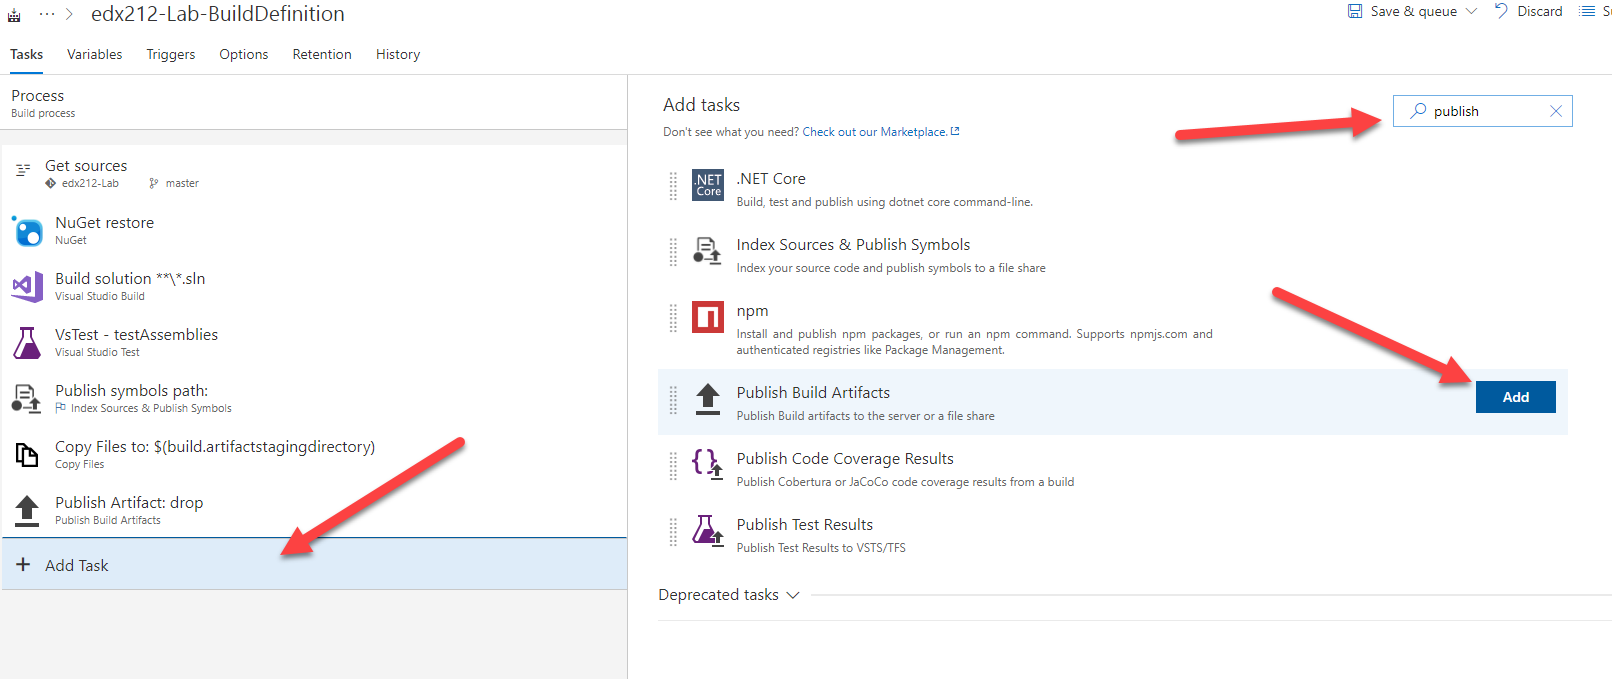 ··· > edx212-Lab-BuildDefinition
Save & queue
Discard
Tasks Variables Triggers Options Retention History
Process
Build process
Get sources
edx212-Lab master
NuGet restore
NuGet
Build solution **\*.sln
Visual Studio Build
VsTest - testAssemblies
Visual Studio Test
Publish symbols path:
Index Sources & Publish Symbols
Copy Files to: $(build.artifactstagingdirectory)
Copy Files
Publish Artifact: drop
Publish Build Artifacts
+ Add Task
Add tasks
Don't see what you need? Check out our Marketplace.
publish
.NET Core
.NET Core
Build, test and publish using dotnet core command-line.
Index Sources & Publish Symbols
Index your source code and publish symbols to a file share
npm
Install and publish npm packages, or run an npm command. Supports npmjs.com and
authenticated registries like Package Management.
Publish Build Artifacts
Publish Build artifacts to the server or a file share
Add
Publish Code Coverage Results
Publish Cobertura or JaCoCo code coverage results from a build
Publish Test Results
Publish Test Results to VSTS/TFS
Deprecated tasks